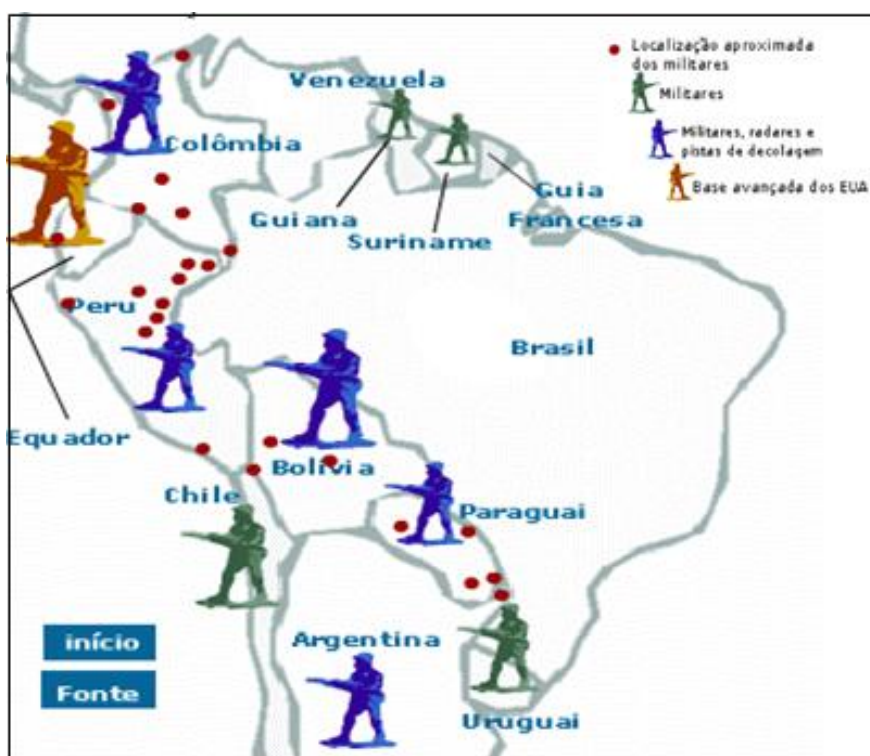 Localização aproximada
dos militares
Militares
Militares, radares e
pistas de decolagem
Base avançada dos EUA
Venezuela
Colômbia
Guiana
Suriname
Guia
Francesa
Peru
Brasil
Equador
Bolívia
Chile
Paraguai
Argentina
Uruguai
início
Fonte